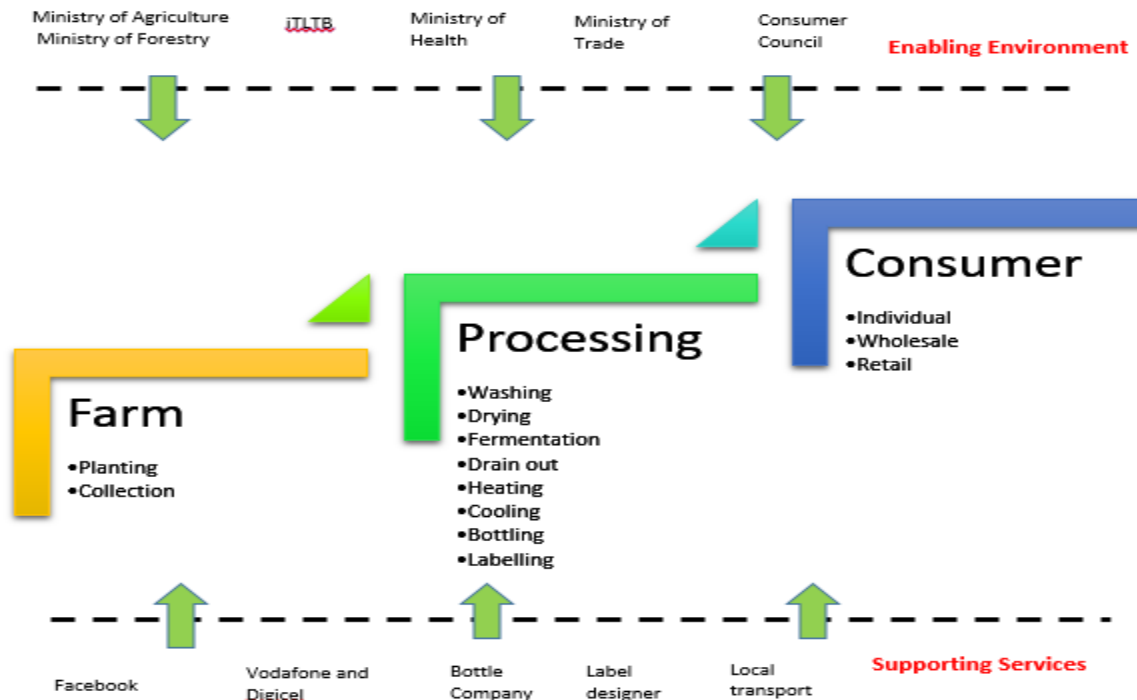 Ministry of Agriculture
Ministry of Forestry
iTLTB
Ministry of
Health
Ministry of
Trade
Consumer
Council
Enabling Environment
Consumer
•Individual
•Wholesale
•Retail
Processing
•Washing
•Drying
•Fermentation
•Drain out
•Heating
•Cooling
•Bottling
•Labelling
Farm
•Planting
•Collection
Facebook
Vodafone and
Digicel
Bottle
Company
Label
designer
Local
transport
Supporting Services